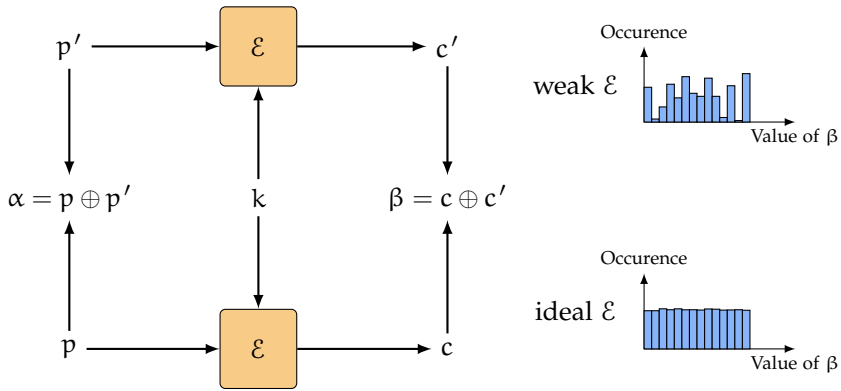 p′
ℰ
c′
α = p ⊕ p′
k
β = c ⊕ c′
p
ℰ
c
Occurence
weak ℰ
Value of β
Occurence
ideal ℰ
Value of β